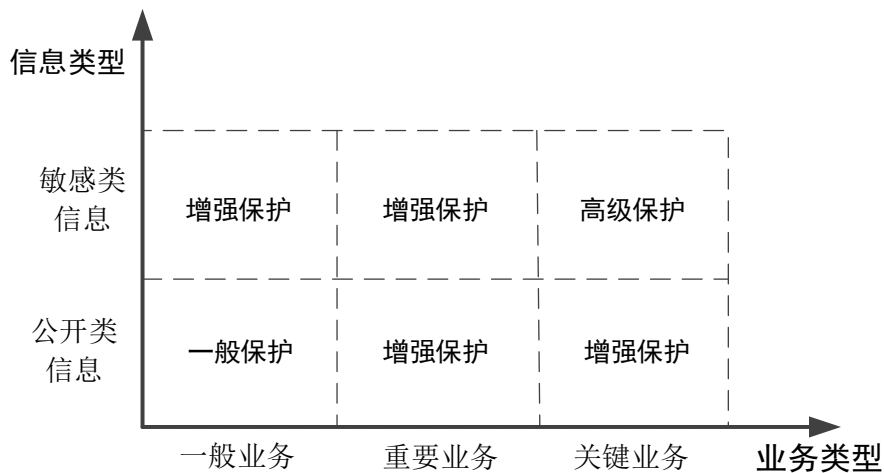 信息类型
敏感类
信息
增强保护
增强保护
高级保护
公开类
信息
一般保护
增强保护
增强保护
一般业务
重要业务
关键业务
业务类型